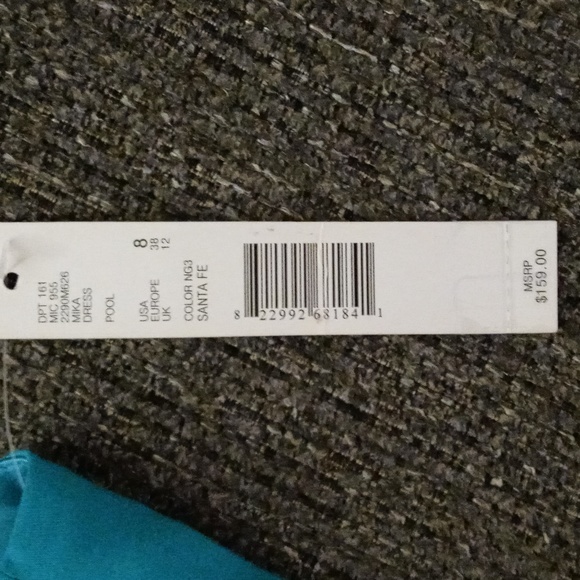 DPT 161
MIC 955
2290M626
MIKA
DRESS
POOL
USA 8
EUROPE 38
UK 12
COLOR NG3
SANTA FE
8 22992 68184 1
MSRP
$159.00